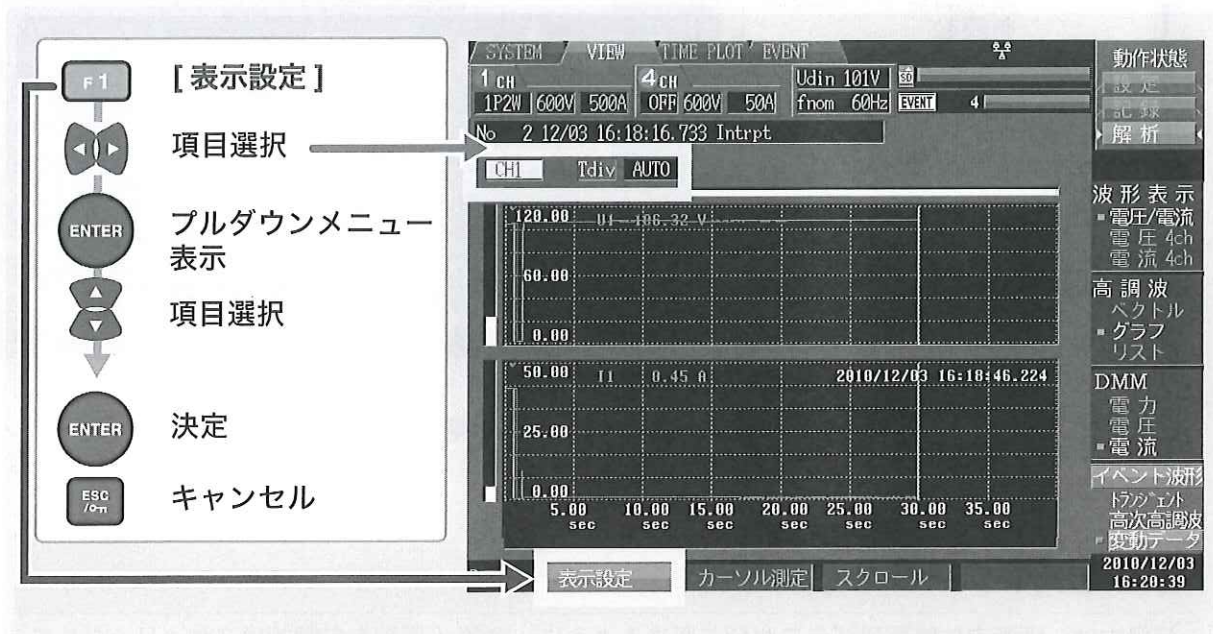 F1
[表示設定]
項目選択
ENTER
プルダウンメニュー
表示
項目選択
ENTER
決定
ESC
キャンセル
SYSTEM VIEW TIME PLOT EVENT
1 CH 4 CH Udin 101V SD
1P2W 600V 500A OFF 600V 50A fnom 60Hz EVENT 4
No 2 12/03 16:18:16.733 Intrpt
CH1 Tdiv AUTO
120.00 U1 106.32 V
60.00
0.00
50.00 I1 0.45 A 2010/12/03 16:18:46.224
25.00
0.00
5.00 10.00 15.00 20.00 25.00 30.00 35.00
sec sec sec sec sec sec sec
表示設定 カーソル測定 スクロール
動作状態
設定
記録
解析
波形表示
電圧/電流
電圧 4ch
電流 4ch
高調波
ベクトル
グラフ
リスト
DMM
電力
電圧
電流
イベント波形
トランジェント
高次高調波
変動データ
2010/12/03
16:20:39